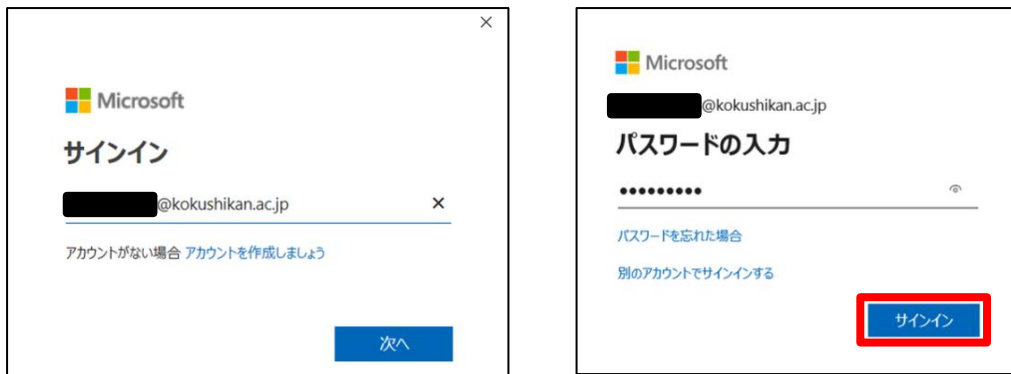 Microsoft
サインイン
@kokushikan.ac.jp
アカウントがない場合 アカウントを作成しましょう
次へ
Microsoft
@kokushikan.ac.jp
パスワードの入力
•••••••••
パスワードを忘れた場合
別のアカウントでサインインする
サインイン